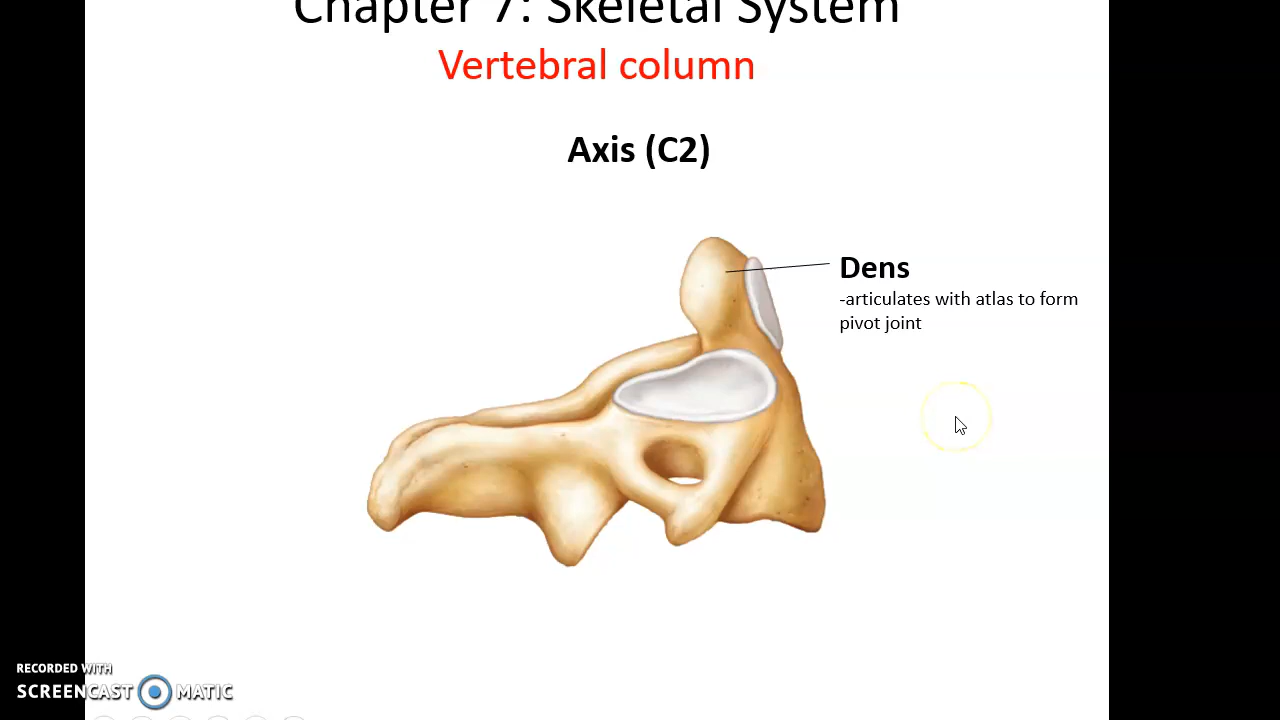 Chapter 7: Skeletal System
Vertebral column
Axis (C2)
Dens
-articulates with atlas to form
pivot joint
RECORDED WITH
SCREENCAST MATIC